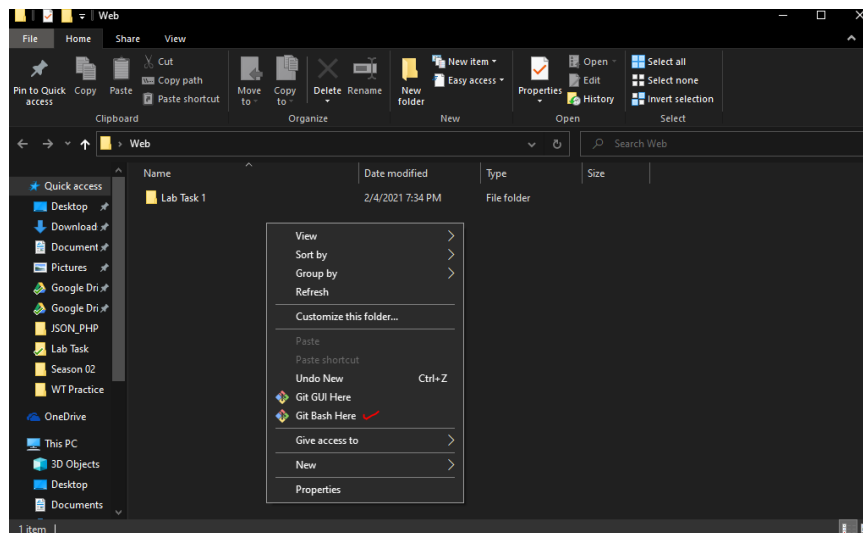 Web
File Home Share View
Pin to Quick access
Copy
Paste
Cut
Copy path
Paste shortcut
Move to
Copy to
Delete
Rename
New folder
New item
Easy access
Properties
Open
Edit
History
Select all
Select none
Invert selection
Clipboard Organize New Open Select
Web
Search Web
Name Date modified Type Size
Lab Task 1 2/4/2021 7:34 PM File folder
Quick access
Desktop
Download
Document
Pictures
Google Dri
Google Dri
JSON_PHP
Lab Task
Season 02
WT Practice
OneDrive
This PC
3D Objects
Desktop
Documents
View
Sort by
Group by
Refresh
Customize this folder...
Paste
Paste shortcut
Undo New Ctrl+Z
Git GUI Here
Git Bash Here
Give access to
New
Properties
1 item